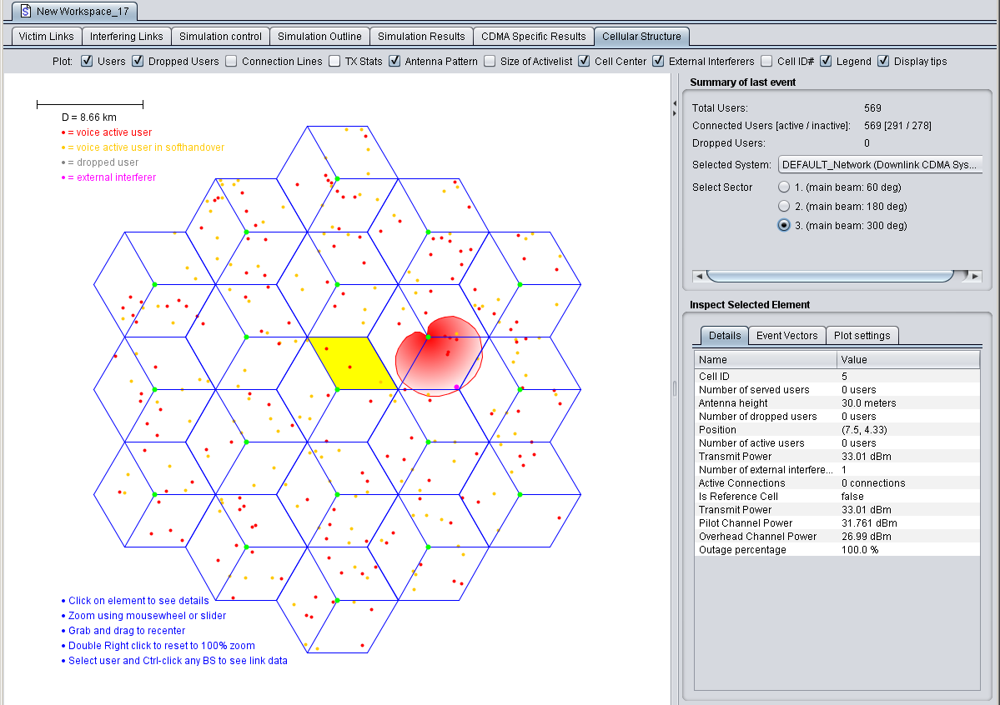 New Workspace_17
Victim Links Interfering Links Simulation control Simulation Outline Simulation Results CDMA Specific Results Cellular Structure
Plot: Users Dropped Users Connection Lines TX Stats Antenna Pattern Size of Activelist Cell Center External Interferers Cell ID# Legend Display tips
D = 8.66 km
• = voice active user
• = voice active user in softhandover
• = dropped user
• = external interferer
• Click on element to see details
• Zoom using mousewheel or slider
• Grab and drag to recenter
• Double Right click to reset to 100% zoom
• Select user and Ctrl-click any BS to see link data
Summary of last event
Total Users: 569
Connected Users [active / inactive]: 569 [291 / 278]
Dropped Users: 0
Selected System: DEFAULT_Network (Downlink CDMA Sys...
Select Sector 1. (main beam: 60 deg)
2. (main beam: 180 deg)
3. (main beam: 300 deg)
Inspect Selected Element
Details Event Vectors Plot settings
Name Value
Cell ID 5
Number of served users 0 users
Antenna height 30.0 meters
Number of dropped users 0 users
Position (7.5, 4.33)
Number of active users 0 users
Transmit Power 33.01 dBm
Number of external interfere... 1
Active Connections 0 connections
Is Reference Cell false
Transmit Power 33.01 dBm
Pilot Channel Power 31.761 dBm
Overhead Channel Power 26.99 dBm
Outage percentage 100.0 %